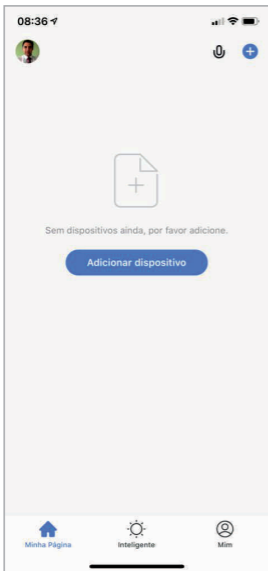 08:36
Sem dispositivos ainda, por favor adicione.
Adicionar dispositivo
Minha Página
Inteligente
Mim